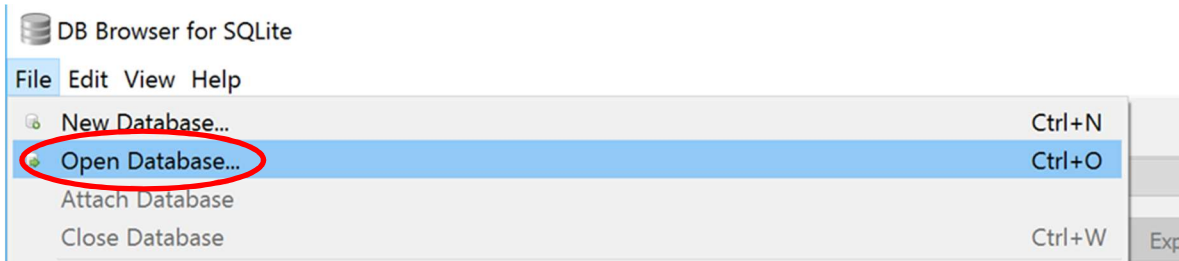 DB Browser for SQLite
File Edit View Help
New Database... Ctrl+N
Open Database... Ctrl+O
Attach Database
Close Database Ctrl+W
Exp